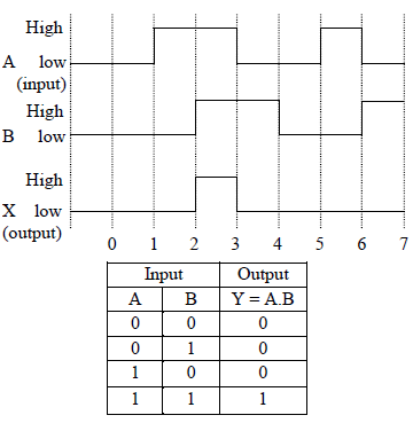 High
A low
(input)
High
B low
High
X low
(output)
0 1 2 3 4 5 6 7
Input Output
A B Y = A.B
0 0 0
0 1 0
1 0 0
1 1 1